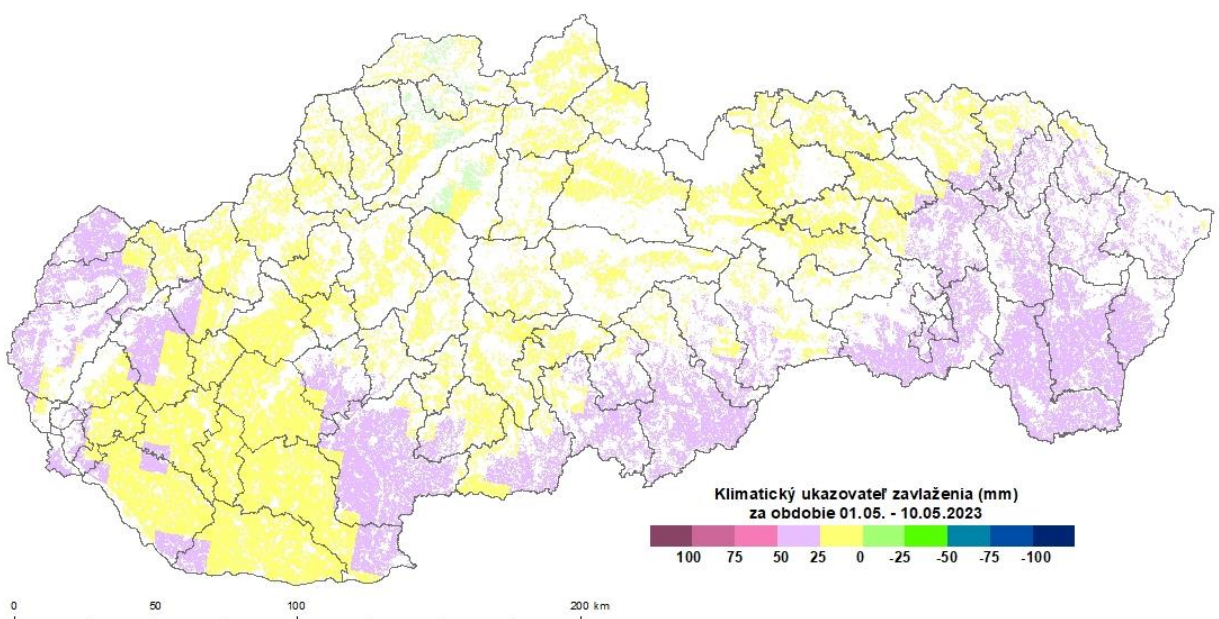 Klimatický ukazovateľ zavlaženia (mm)
za obdobie 01.05. - 10.05.2023
100 75 50 25 0 -25 -50 -75 -100
0 50 100 200 km